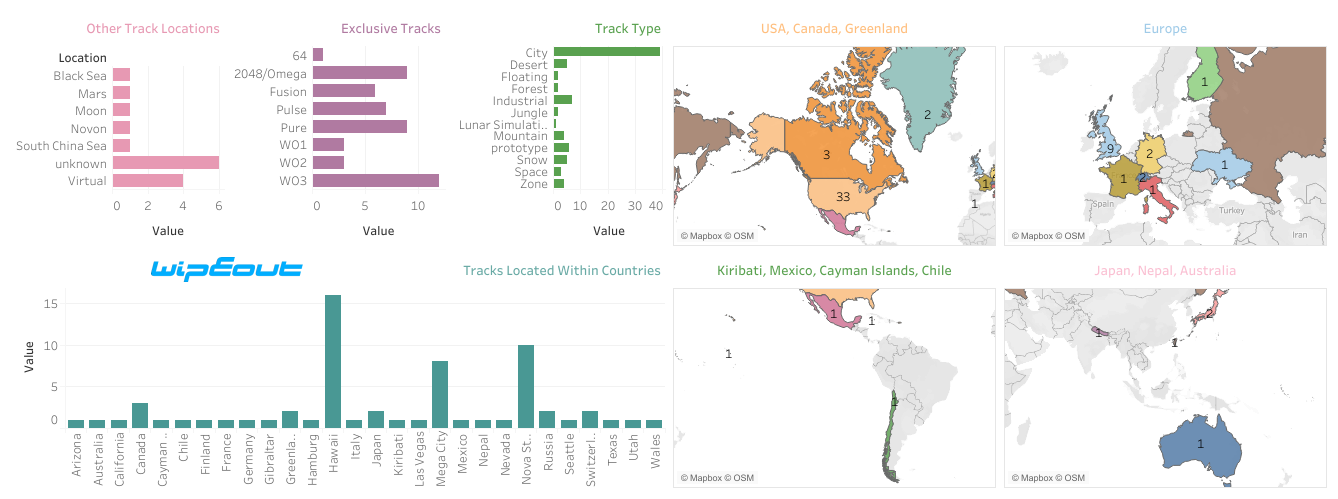 Other Track Locations
Location
Black Sea
Mars
Moon
Novon
South China Sea
unknown
Virtual
0 2 4 6
Value
Exclusive Tracks
64
2048/Omega
Fusion
Pulse
Pure
WO1
WO2
WO3
0 5 10
Value
Track Type
City
Desert
Floating
Forest
Industrial
Jungle
Lunar Simulati..
Mountain
prototype
Snow
Space
Zone
0 10 20 30 40
Value
USA, Canada, Greenland
2
3
33
1
1
© Mapbox © OSM
Europe
1
9
2
1
1
2
1
Spain
Turkey
Iran
© Mapbox © OSM
wipEout
Tracks Located Within Countries
Value
15
10
5
0
Arizona
Australia
California
Canada
Cayman ..
Chile
Finland
France
Germany
Gibraltar
Greenla..
Hamburg
Hawaii
Italy
Japan
Kiribati
Las Vegas
Mega City
Mexico
Nepal
Nevada
Nova St..
Russia
Seattle
Switzerl..
Texas
Utah
Wales
Kiribati, Mexico, Cayman Islands, Chile
1
1
1
1
© Mapbox © OSM
Japan, Nepal, Australia
2
1
1
1
© Mapbox © OSM